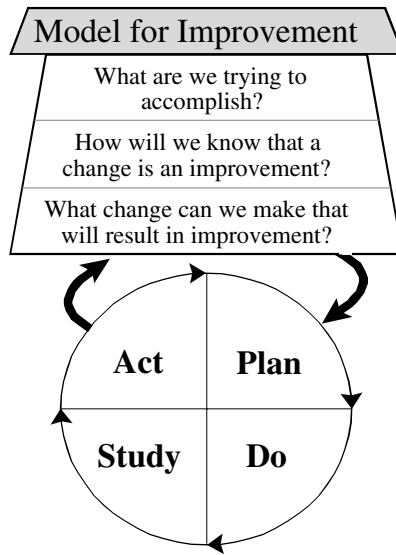 Model for Improvement
What are we trying to
accomplish?
How will we know that a
change is an improvement?
What change can we make that
will result in improvement?
Act
Plan
Study
Do